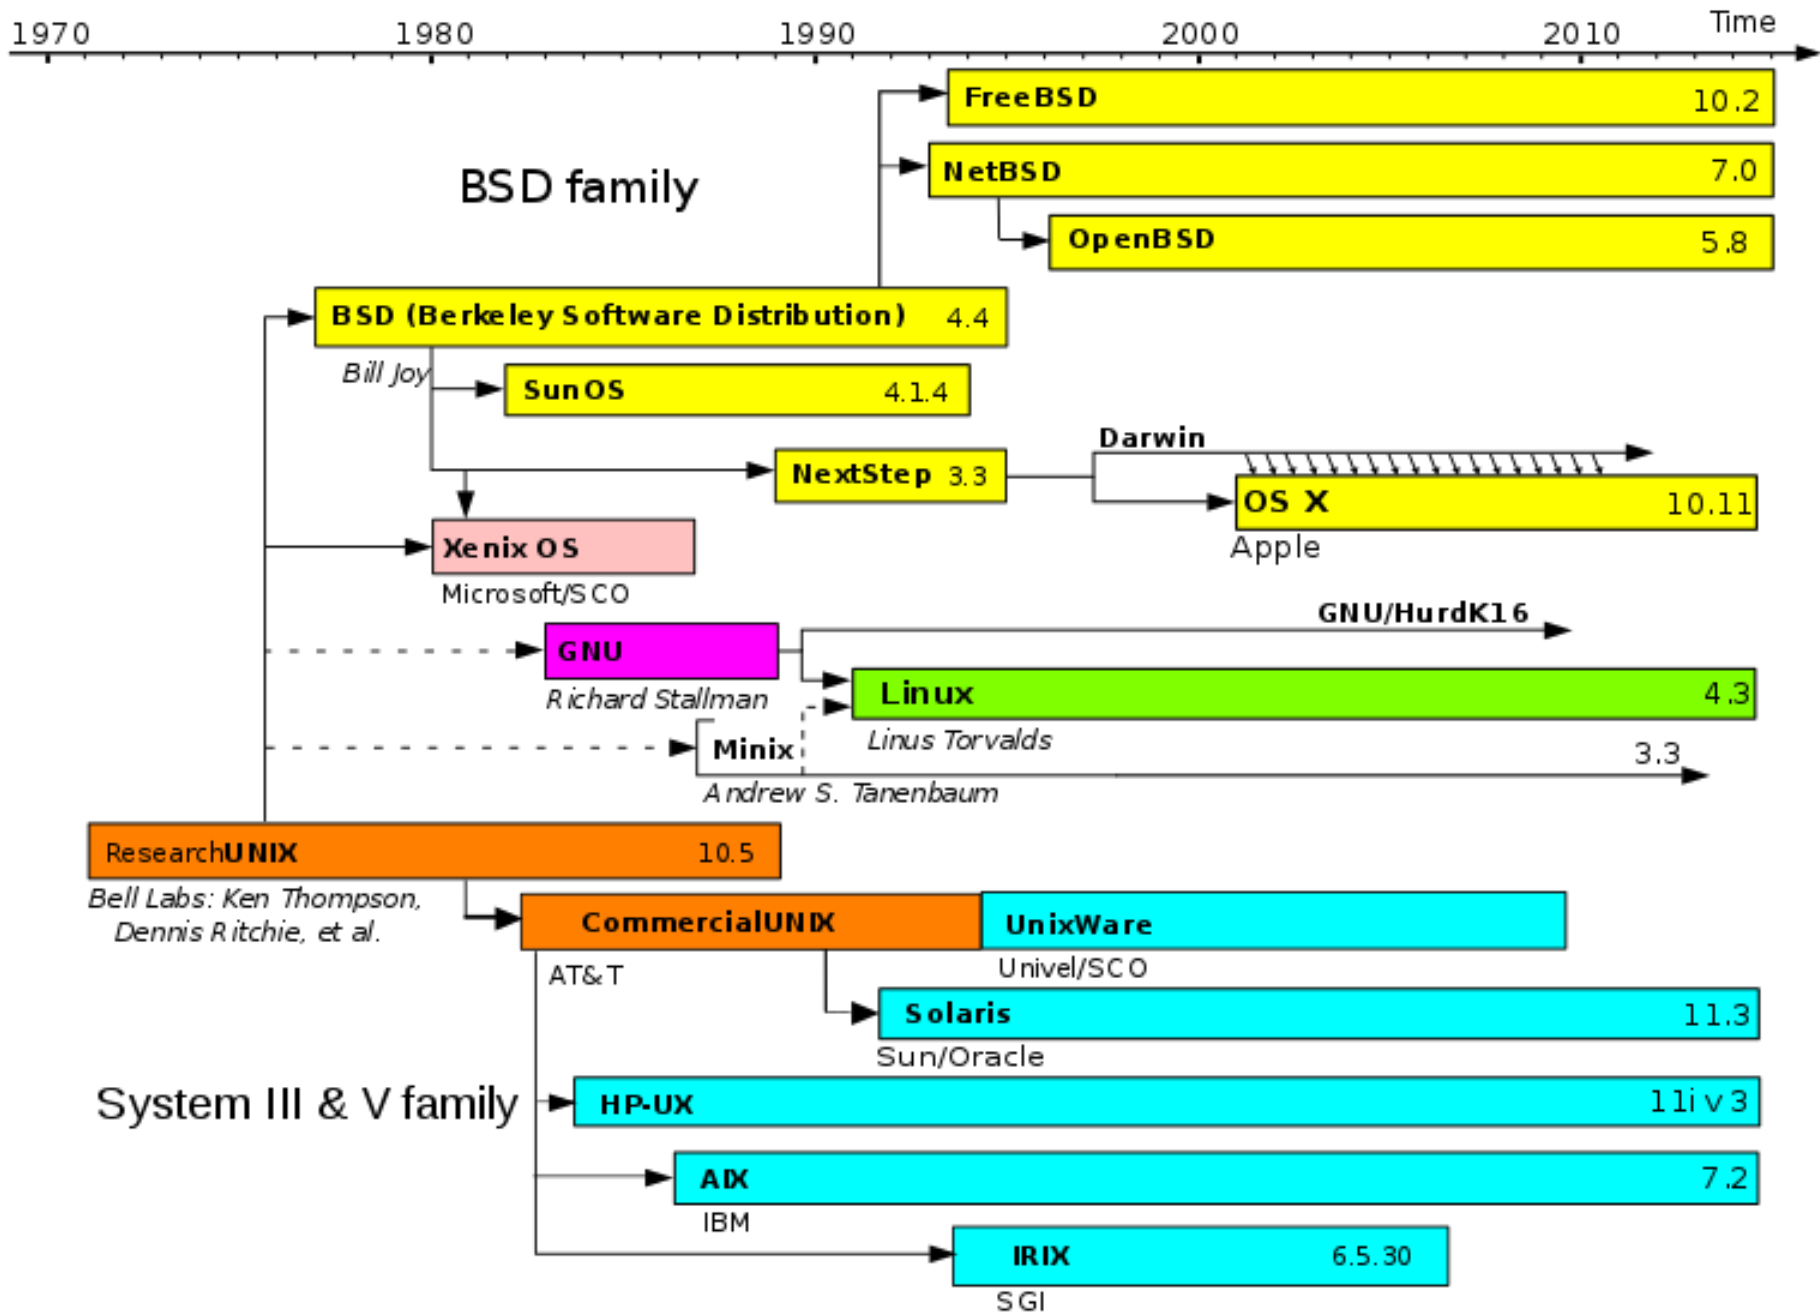 1970 1980 1990 2000 2010 Time
FreeBSD 10.2
NetBSD 7.0
BSD family
OpenBSD 5.8
BSD (Berkeley Software Distribution) 4.4
Bill Joy
SunOS 4.1.4
Darwin
NextStep 3.3
OS X 10.11
Apple
Xenix OS
Microsoft/SCO
GNU/HurdK16
GNU
Richard Stallman
Linux 4.3
Linus Torvalds
Minix 3.3
Andrew S. Tanenbaum
ResearchUNIX 10.5
Bell Labs: Ken Thompson,
Dennis Ritchie, et al.
CommercialUNIX
UnixWare
AT&T
Univel/SCO
Solaris 11.3
Sun/Oracle
System III & V family
HP-UX 11i v3
AIX 7.2
IBM
IRIX 6.5.30
SGI